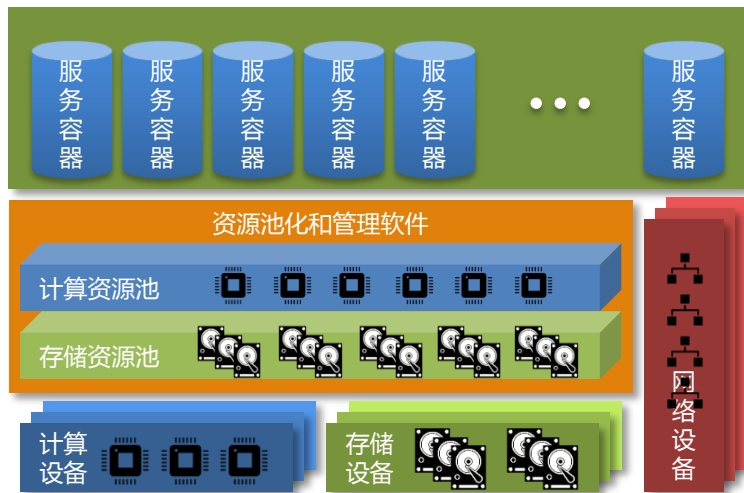 服务容器
服务容器
服务容器
服务容器
服务容器
...
服务容器
资源池化和管理软件
计算资源池
存储资源池
网络设备
计算
设备
存储
设备